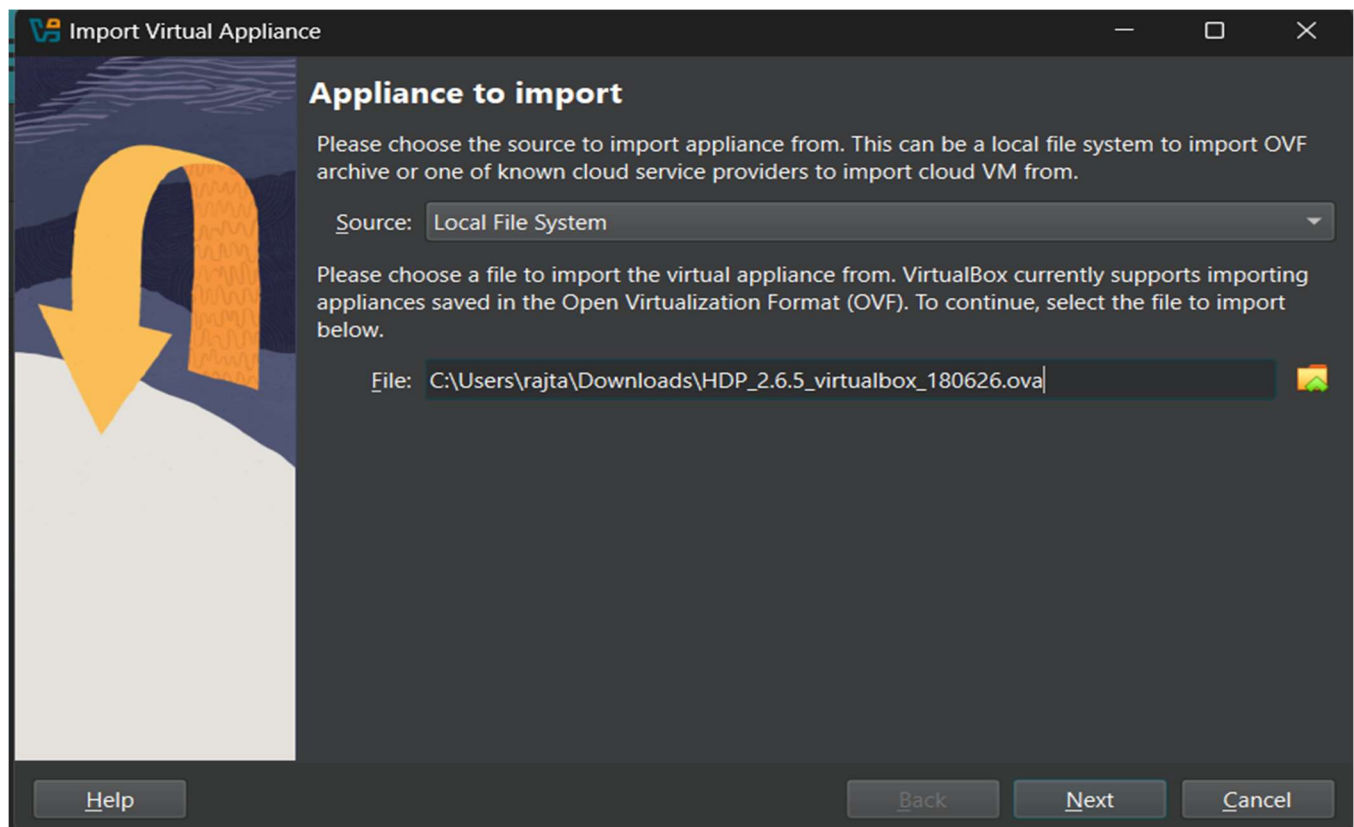 Import Virtual Appliance
Appliance to import
Please choose the source to import appliance from. This can be a local file system to import OVF
archive or one of known cloud service providers to import cloud VM from.
Source: Local File System
Please choose a file to import the virtual appliance from. VirtualBox currently supports importing
appliances saved in the Open Virtualization Format (OVF). To continue, select the file to import
below.
File: C:\Users\rajta\Downloads\HDP_2.6.5_virtualbox_180626.ova
Help Back Next Cancel